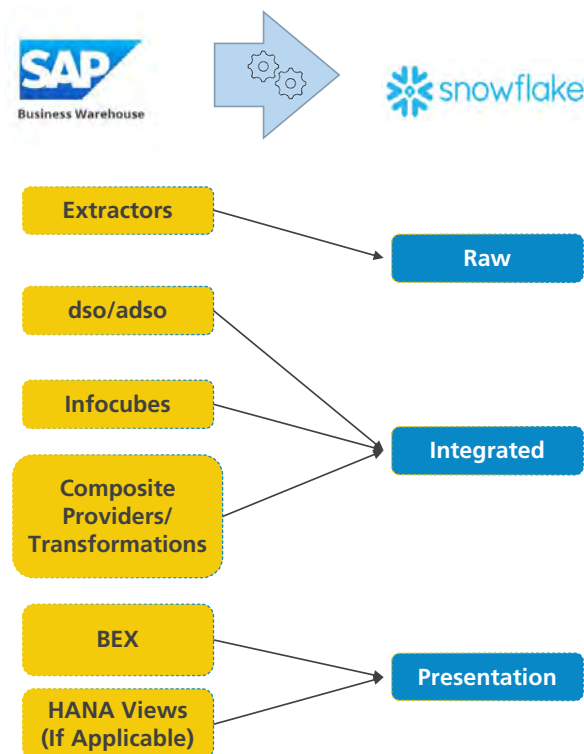 SAP
Business Warehouse
snowflake
Extractors
Raw
dso/adso
Infocubes
Integrated
Composite
Providers/
Transformations
BEX
Presentation
HANA Views
(If Applicable)